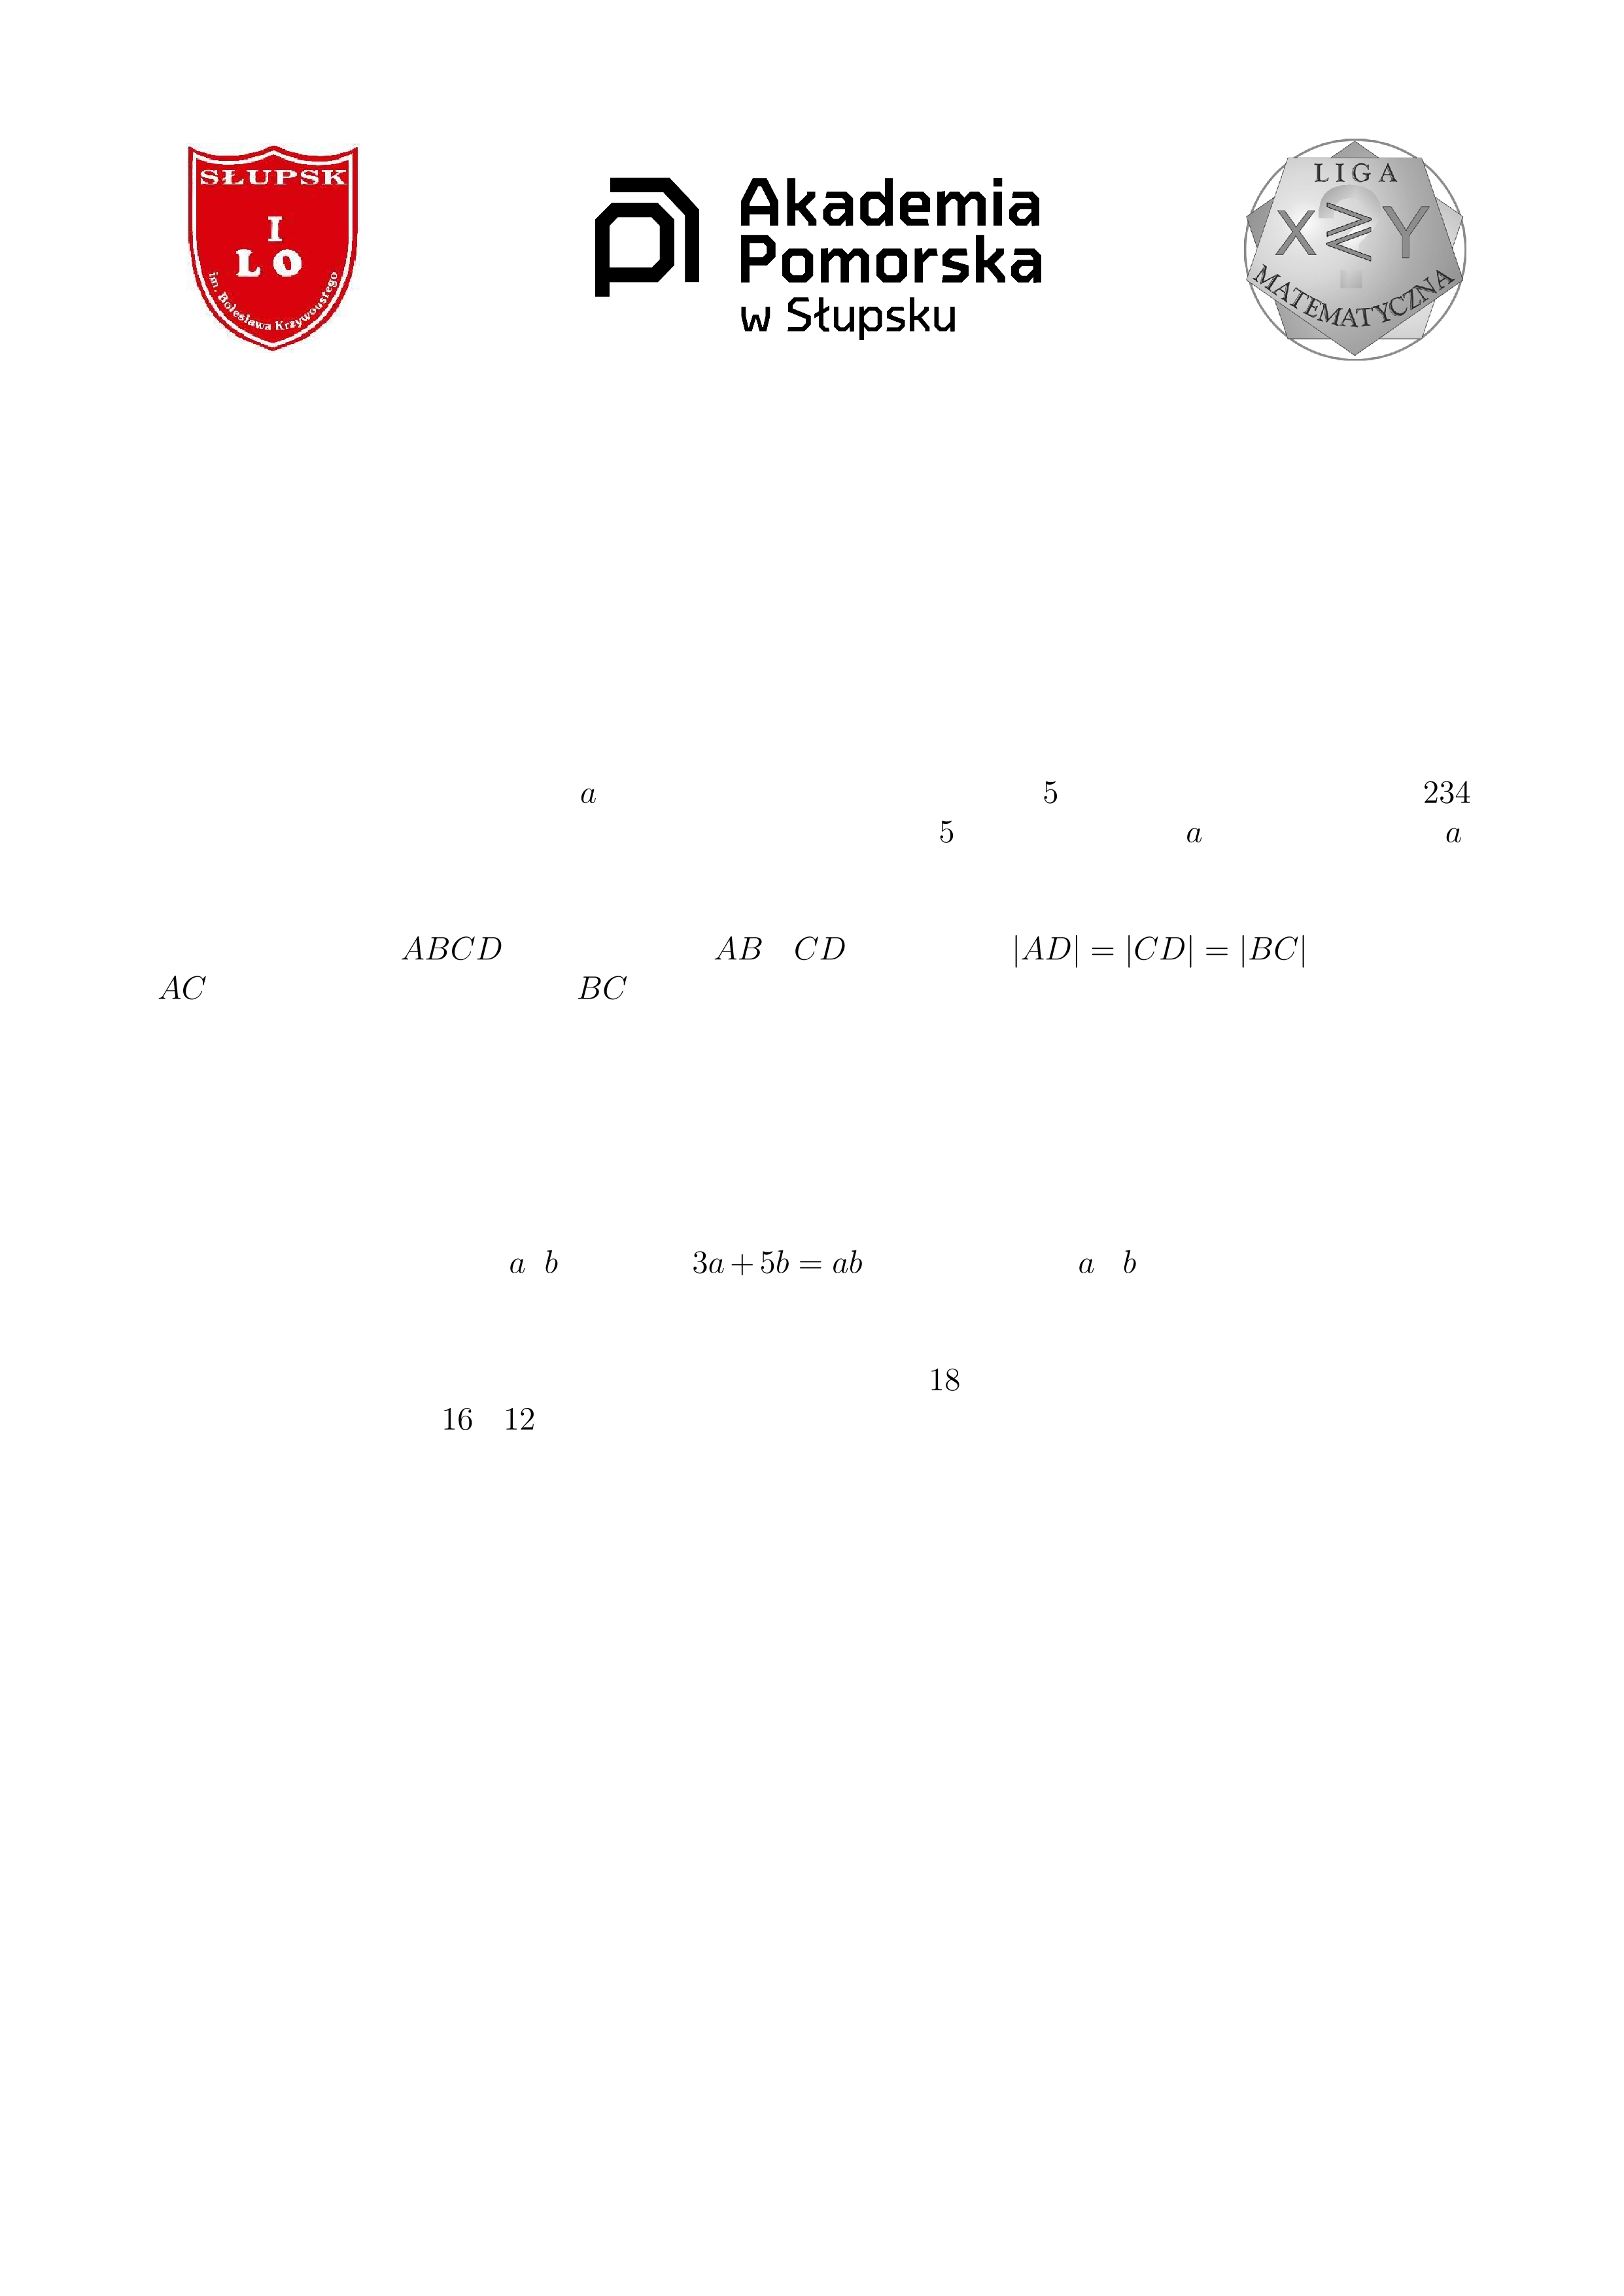 SŁUPSK
I
LO
im. Bolesława Krzywoustego
Akademia
Pomorska
w Słupsku
LIGA
X Y
MATEMATYCZNA
a 5 234
5 a a
ABCD AB CD |AD| = |CD| = |BC|
AC BC
a b 3a + 5b = ab a b
18
16 12